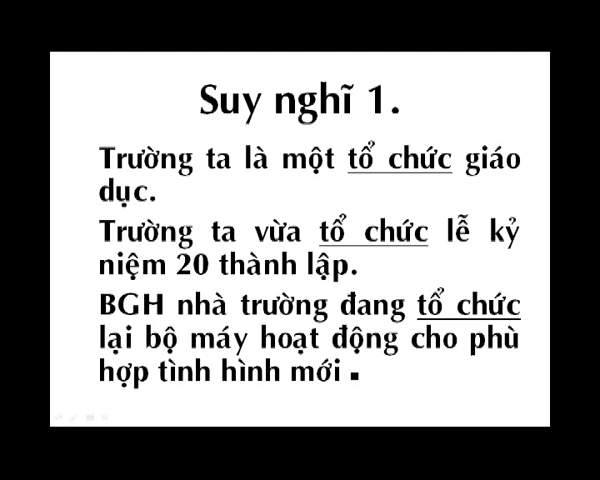 Suy nghĩ 1.
Trường ta là một tổ chức giáo
dục.
Trường ta vừa tổ chức lễ kỷ
niệm 20 thành lập.
BGH nhà trường đang tổ chức
lại bộ máy hoạt động cho phù
hợp tình hình mới